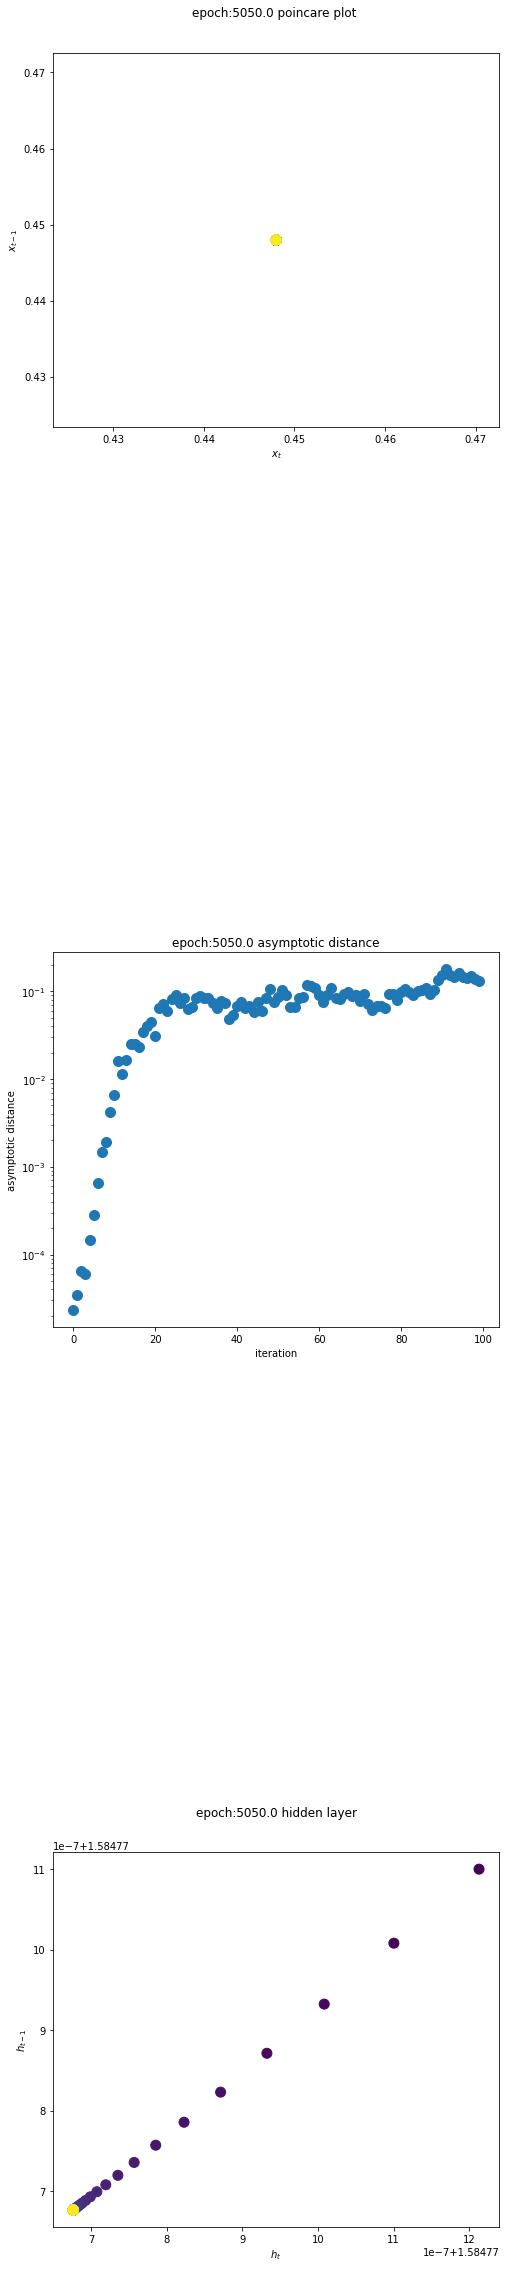 epoch:5050.0 poincare plot
0.47
0.46
0.45
0.44
0.43
x_{t-1}
0.43 0.44 0.45 0.46 0.47
x_t
epoch:5050.0 asymptotic distance
10^{-1}
10^{-2}
10^{-3}
10^{-4}
asymptotic distance
0 20 40 60 80 100
iteration
epoch:5050.0 hidden layer
1e−7+1.58477
11
10
9
8
7
h_{t-1}
7 8 9 10 11 12
h_t
1e−7+1.58477